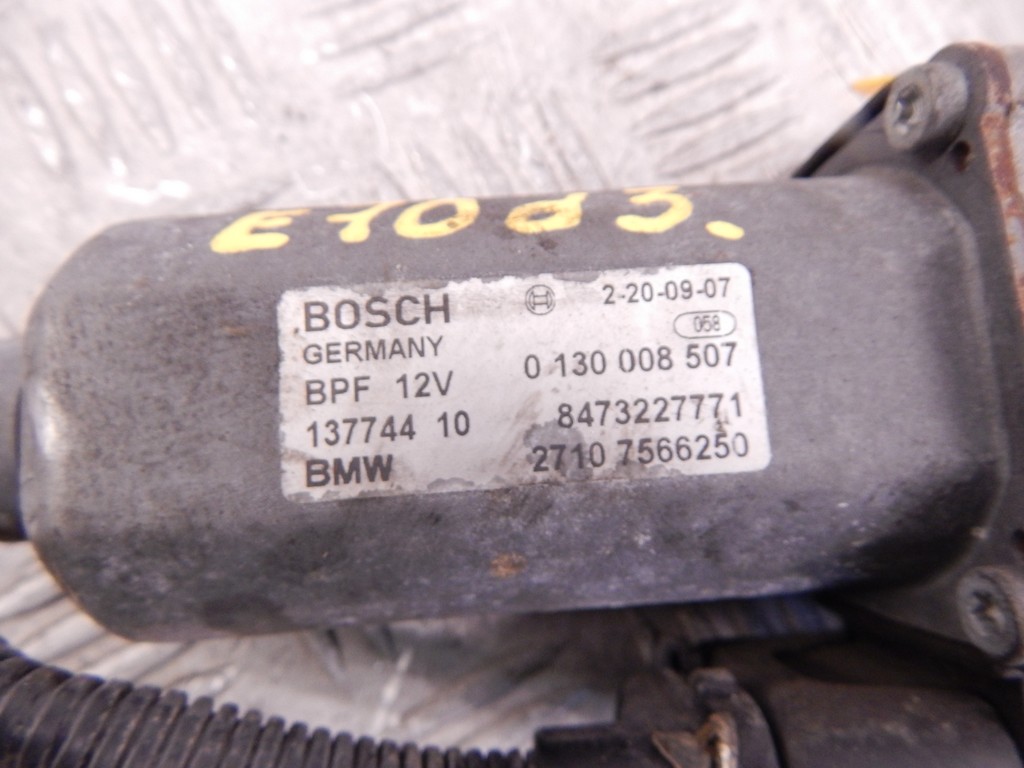 E70d3.
BOSCH 2-20-09-07
GERMANY 058
BPF 12V 0 130 008 507
137744 10 8473227771
BMW 2710 7566250